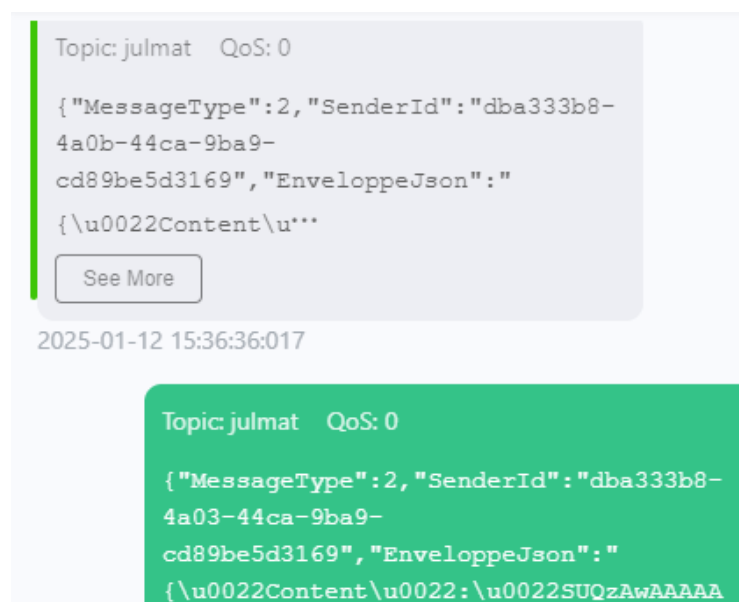 Topic: julmat QoS: 0
{"MessageType":2,"SenderId":"dba333b8-
4a0b-44ca-9ba9-
cd89be5d3169","EnveloppeJson":"
{\u0022Content\u···
See More
2025-01-12 15:36:36:017
Topic: julmat QoS: 0
{"MessageType":2,"SenderId":"dba333b8-
4a03-44ca-9ba9-
cd89be5d3169","EnveloppeJson":"
{\u0022Content\u0022:\u0022SUQzAwAAAAA